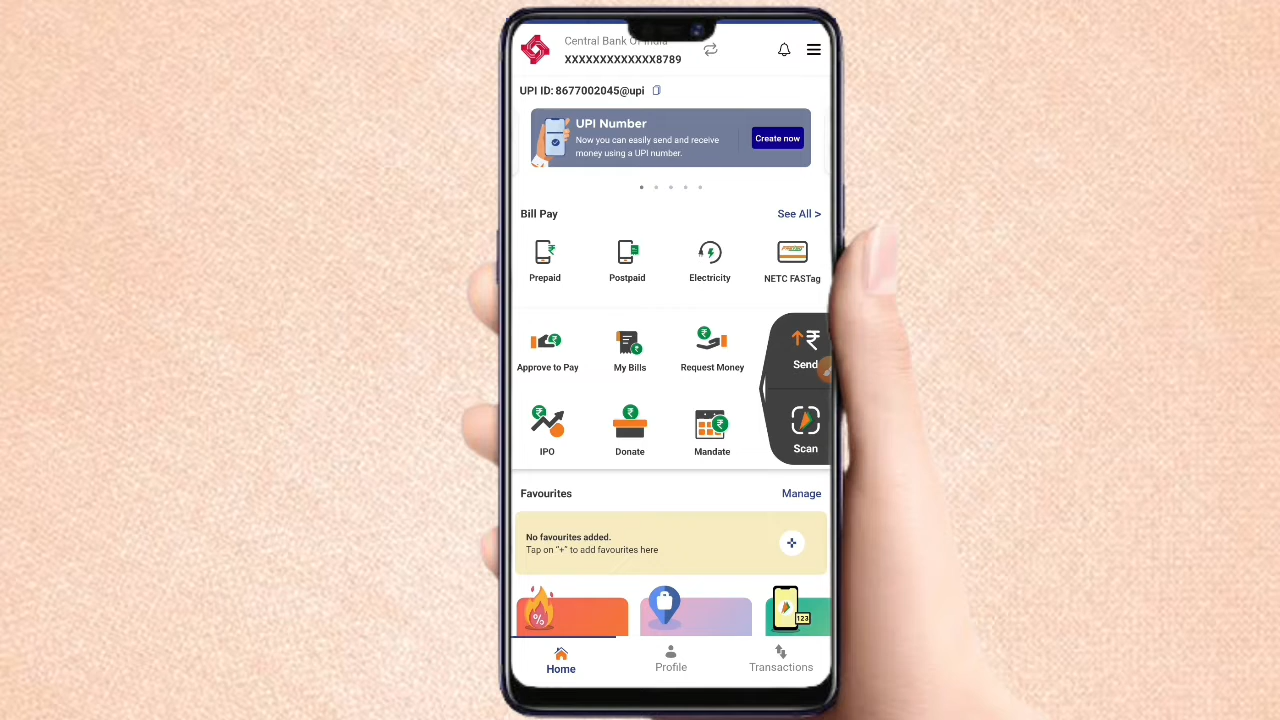 Central Bank Of India
XXXXXXXXXXXXX8789
UPI ID: 8677002045@upi
UPI Number
Now you can easily send and receive
money using a UPI number.
Create now
Bill Pay
See All >
Prepaid
Postpaid
Electricity
NETC FASTag
Approve to Pay
My Bills
Request Money
Send
IPO
Donate
Mandate
Scan
Favourites
Manage
No favourites added.
Tap on "+" to add favourites here
%
123
Home
Profile
Transactions